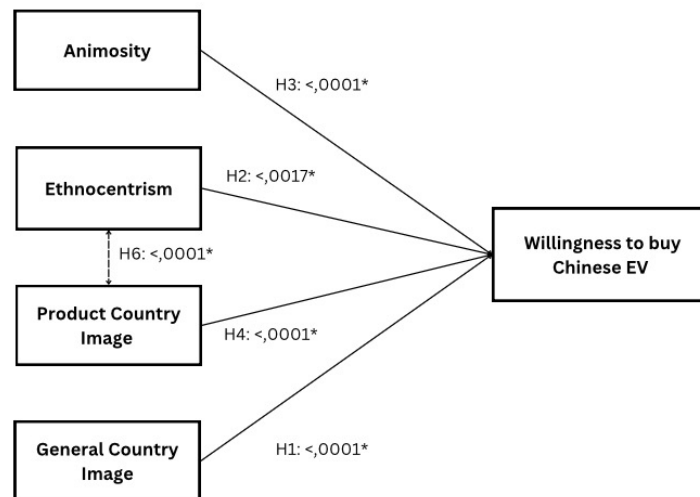 Animosity
H3: <,0001*
Ethnocentrism
H2: <,0017*
H6: <,0001*
Willingness to buy
Chinese EV
Product Country
Image
H4: <,0001*
General Country
Image
H1: <,0001*